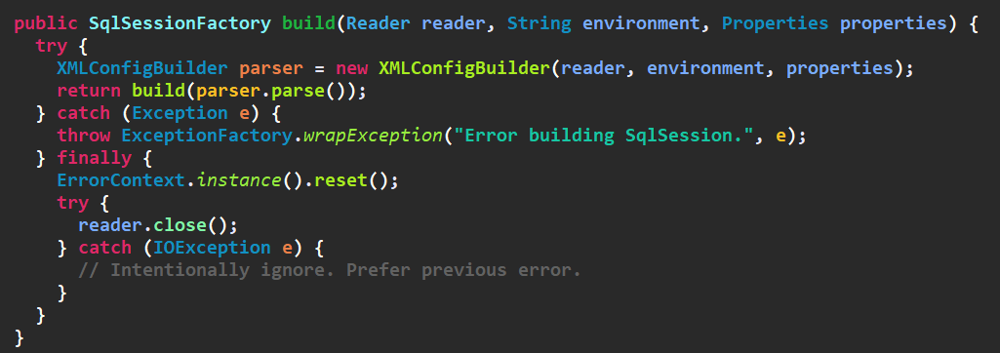 public SqlSessionFactory build(Reader reader, String environment, Properties properties) {
  try {
    XMLConfigBuilder parser = new XMLConfigBuilder(reader, environment, properties);
    return build(parser.parse());
  } catch (Exception e) {
    throw ExceptionFactory.wrapException("Error building SqlSession.", e);
  } finally {
    ErrorContext.instance().reset();
    try {
      reader.close();
    } catch (IOException e) {
      // Intentionally ignore. Prefer previous error.
    }
  }
}